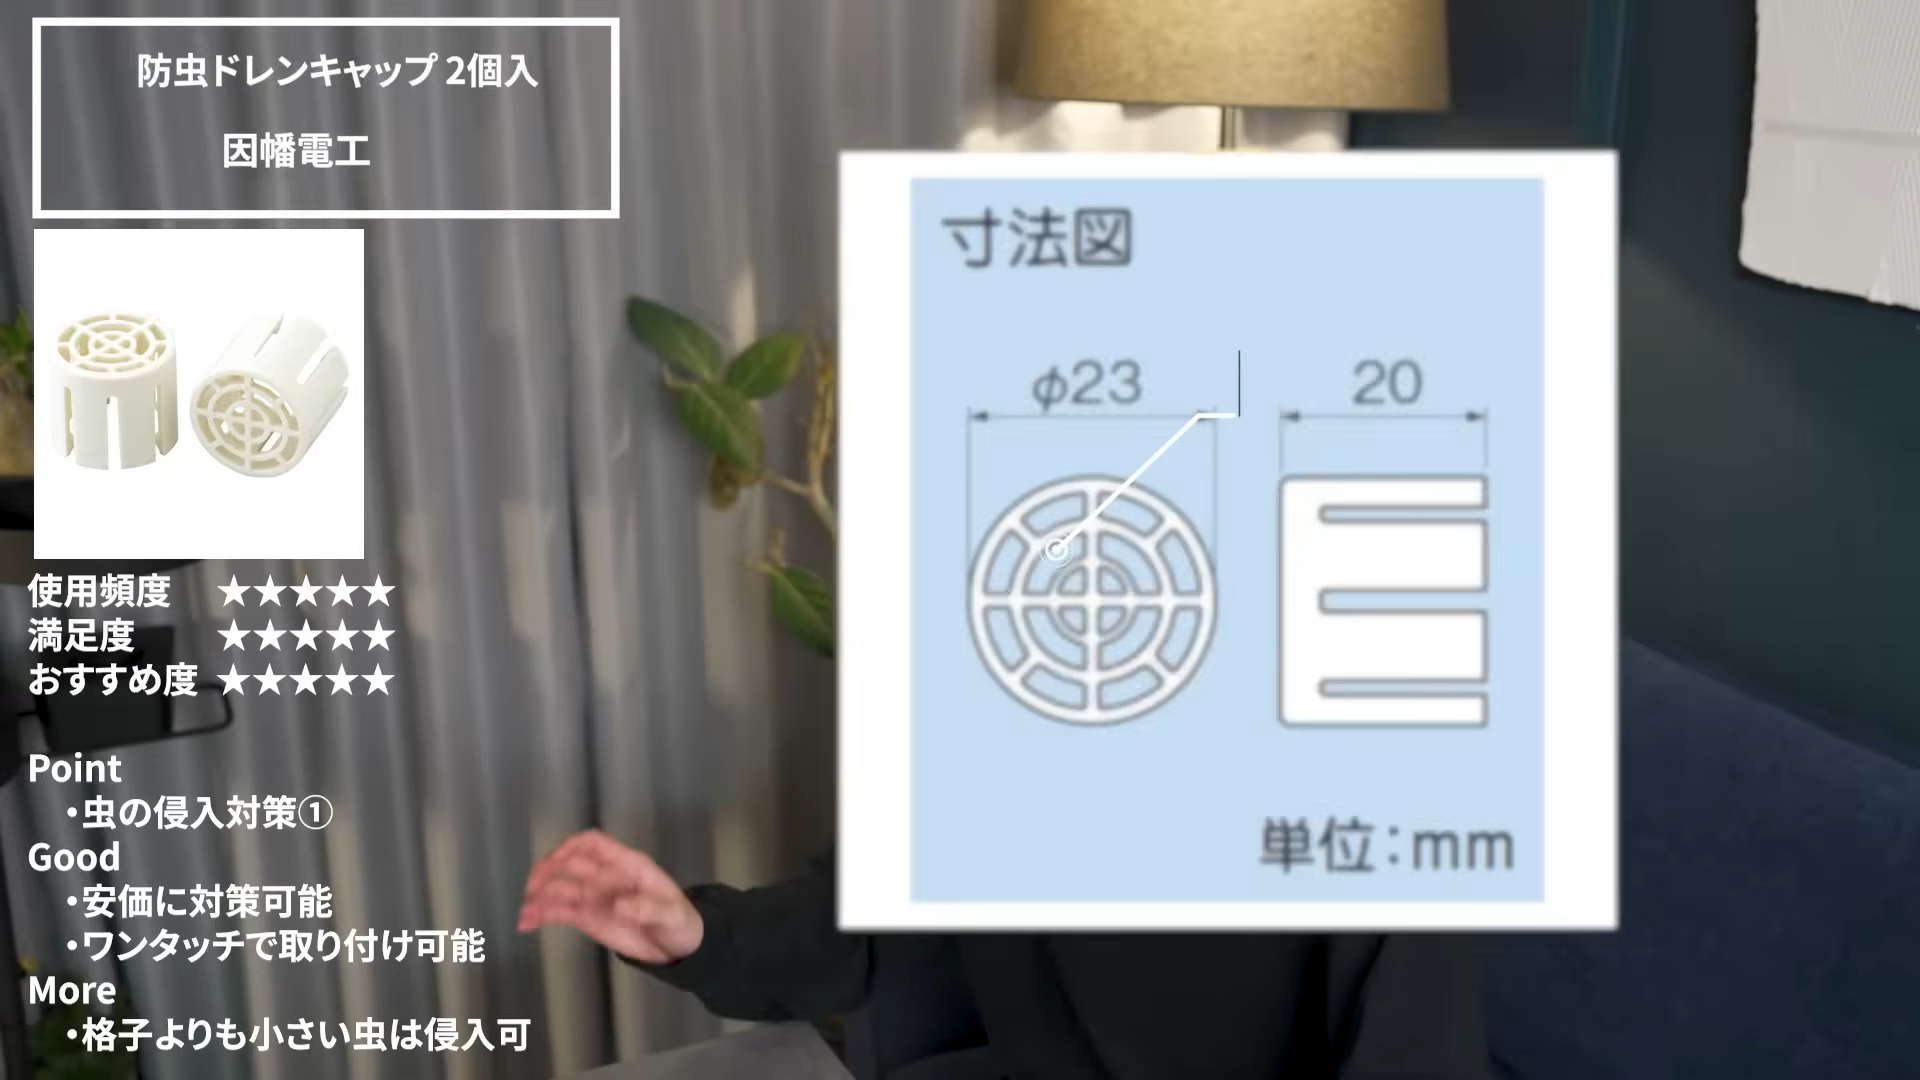 防虫ドレンキャップ 2個入
因幡電工
使用頻度 ★★★★★
満足度 ★★★★★
おすすめ度 ★★★★★
Point
・虫の侵入対策①
Good
・安価に対策可能
・ワンタッチで取り付け可能
More
・格子よりも小さい虫は侵入可
寸法図
φ23
20
単位:mm